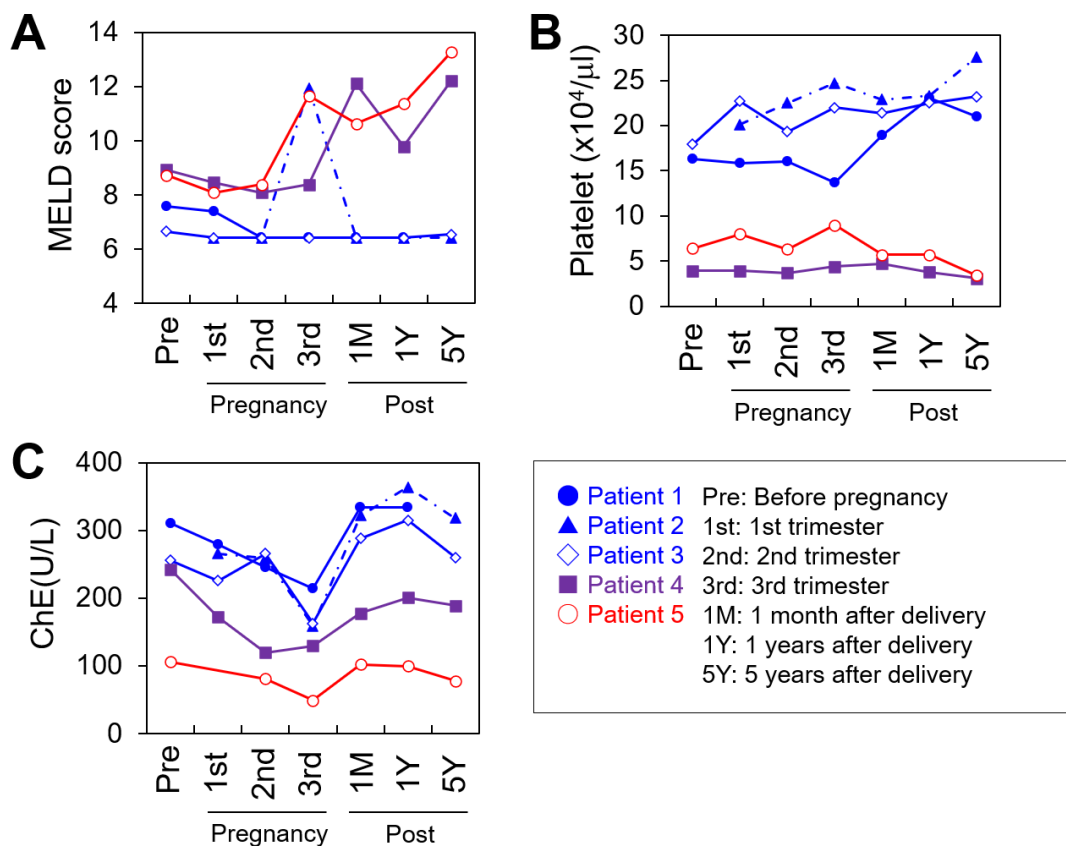 A
MELD score
14
12
10
8
6
4
Pre
1st
2nd
3rd
1M
1Y
5Y
Pregnancy
Post
B
Platelet (x10⁴/µl)
30
25
20
15
10
5
0
Pre
1st
2nd
3rd
1M
1Y
5Y
Pregnancy
Post
C
ChE(U/L)
400
300
200
100
0
Pre
1st
2nd
3rd
1M
1Y
5Y
Pregnancy
Post
Patient 1 Pre: Before pregnancy
Patient 2 1st: 1st trimester
Patient 3 2nd: 2nd trimester
Patient 4 3rd: 3rd trimester
Patient 5 1M: 1 month after delivery
1Y: 1 years after delivery
5Y: 5 years after delivery